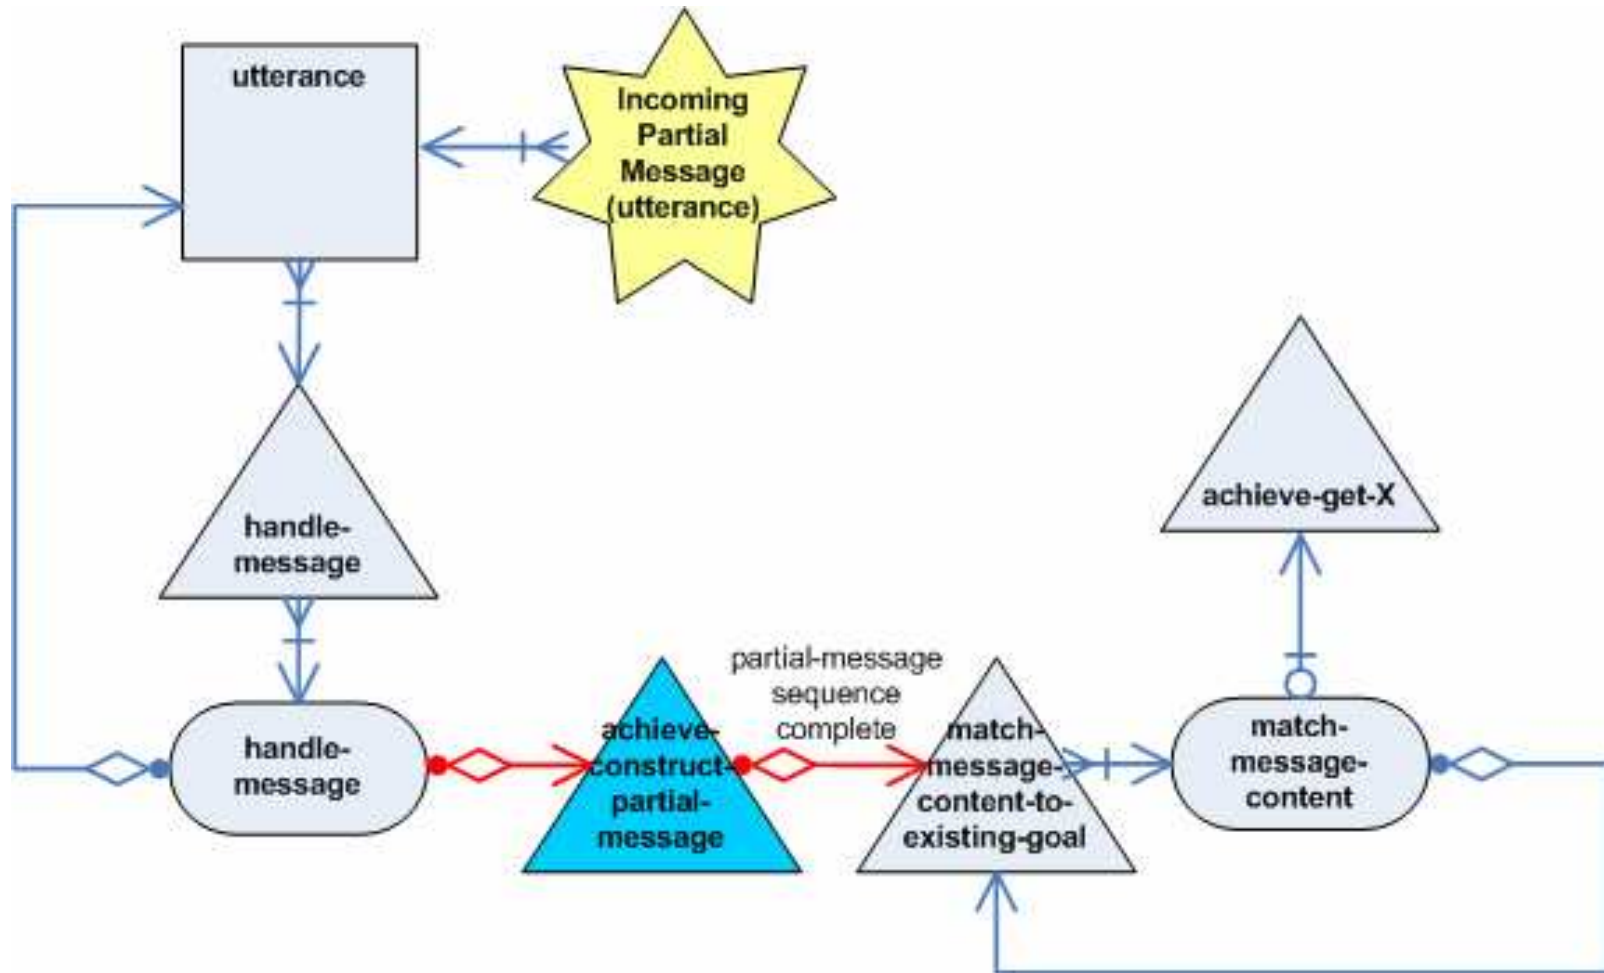 utterance
Incoming
Partial
Message
(utterance)
handle-
message
achieve-get-X
handle-
message
achieve-
construct-
partial-
message
partial-message
sequence
complete
match-
message-
content-to-
existing-goal
match-
message-
content